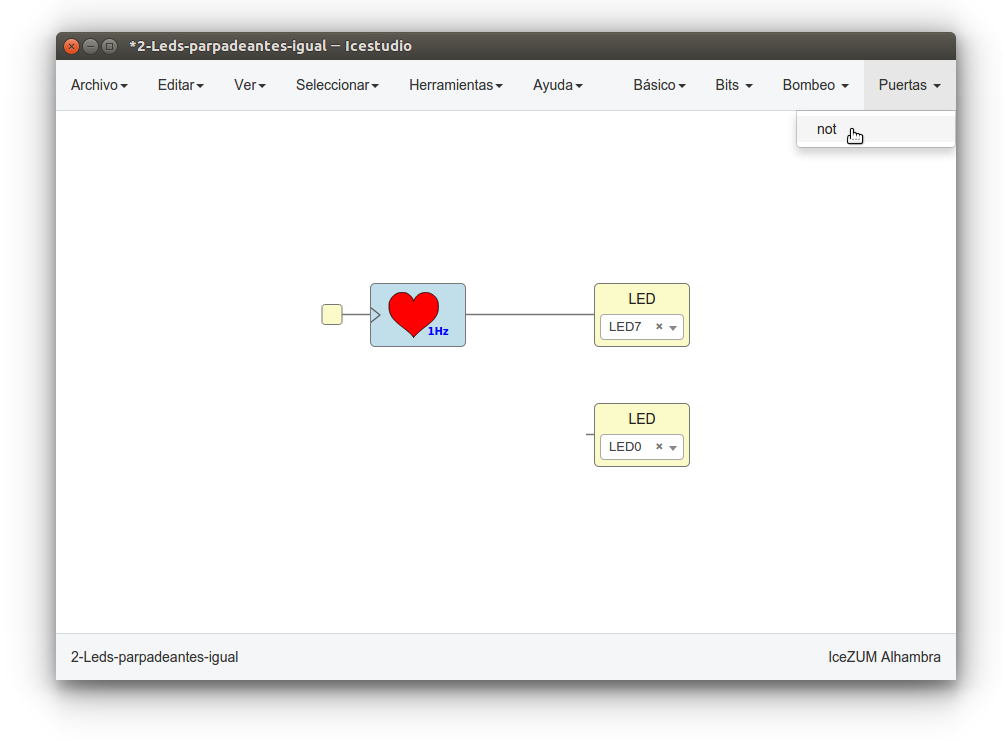 *2-Leds-parpadeantes-igual – Icestudio
Archivo Editar Ver Seleccionar Herramientas Ayuda Básico Bits Bombeo Puertas
not
1Hz
LED
LED7 ×
LED
LED0 ×
2-Leds-parpadeantes-igual IceZUM Alhambra